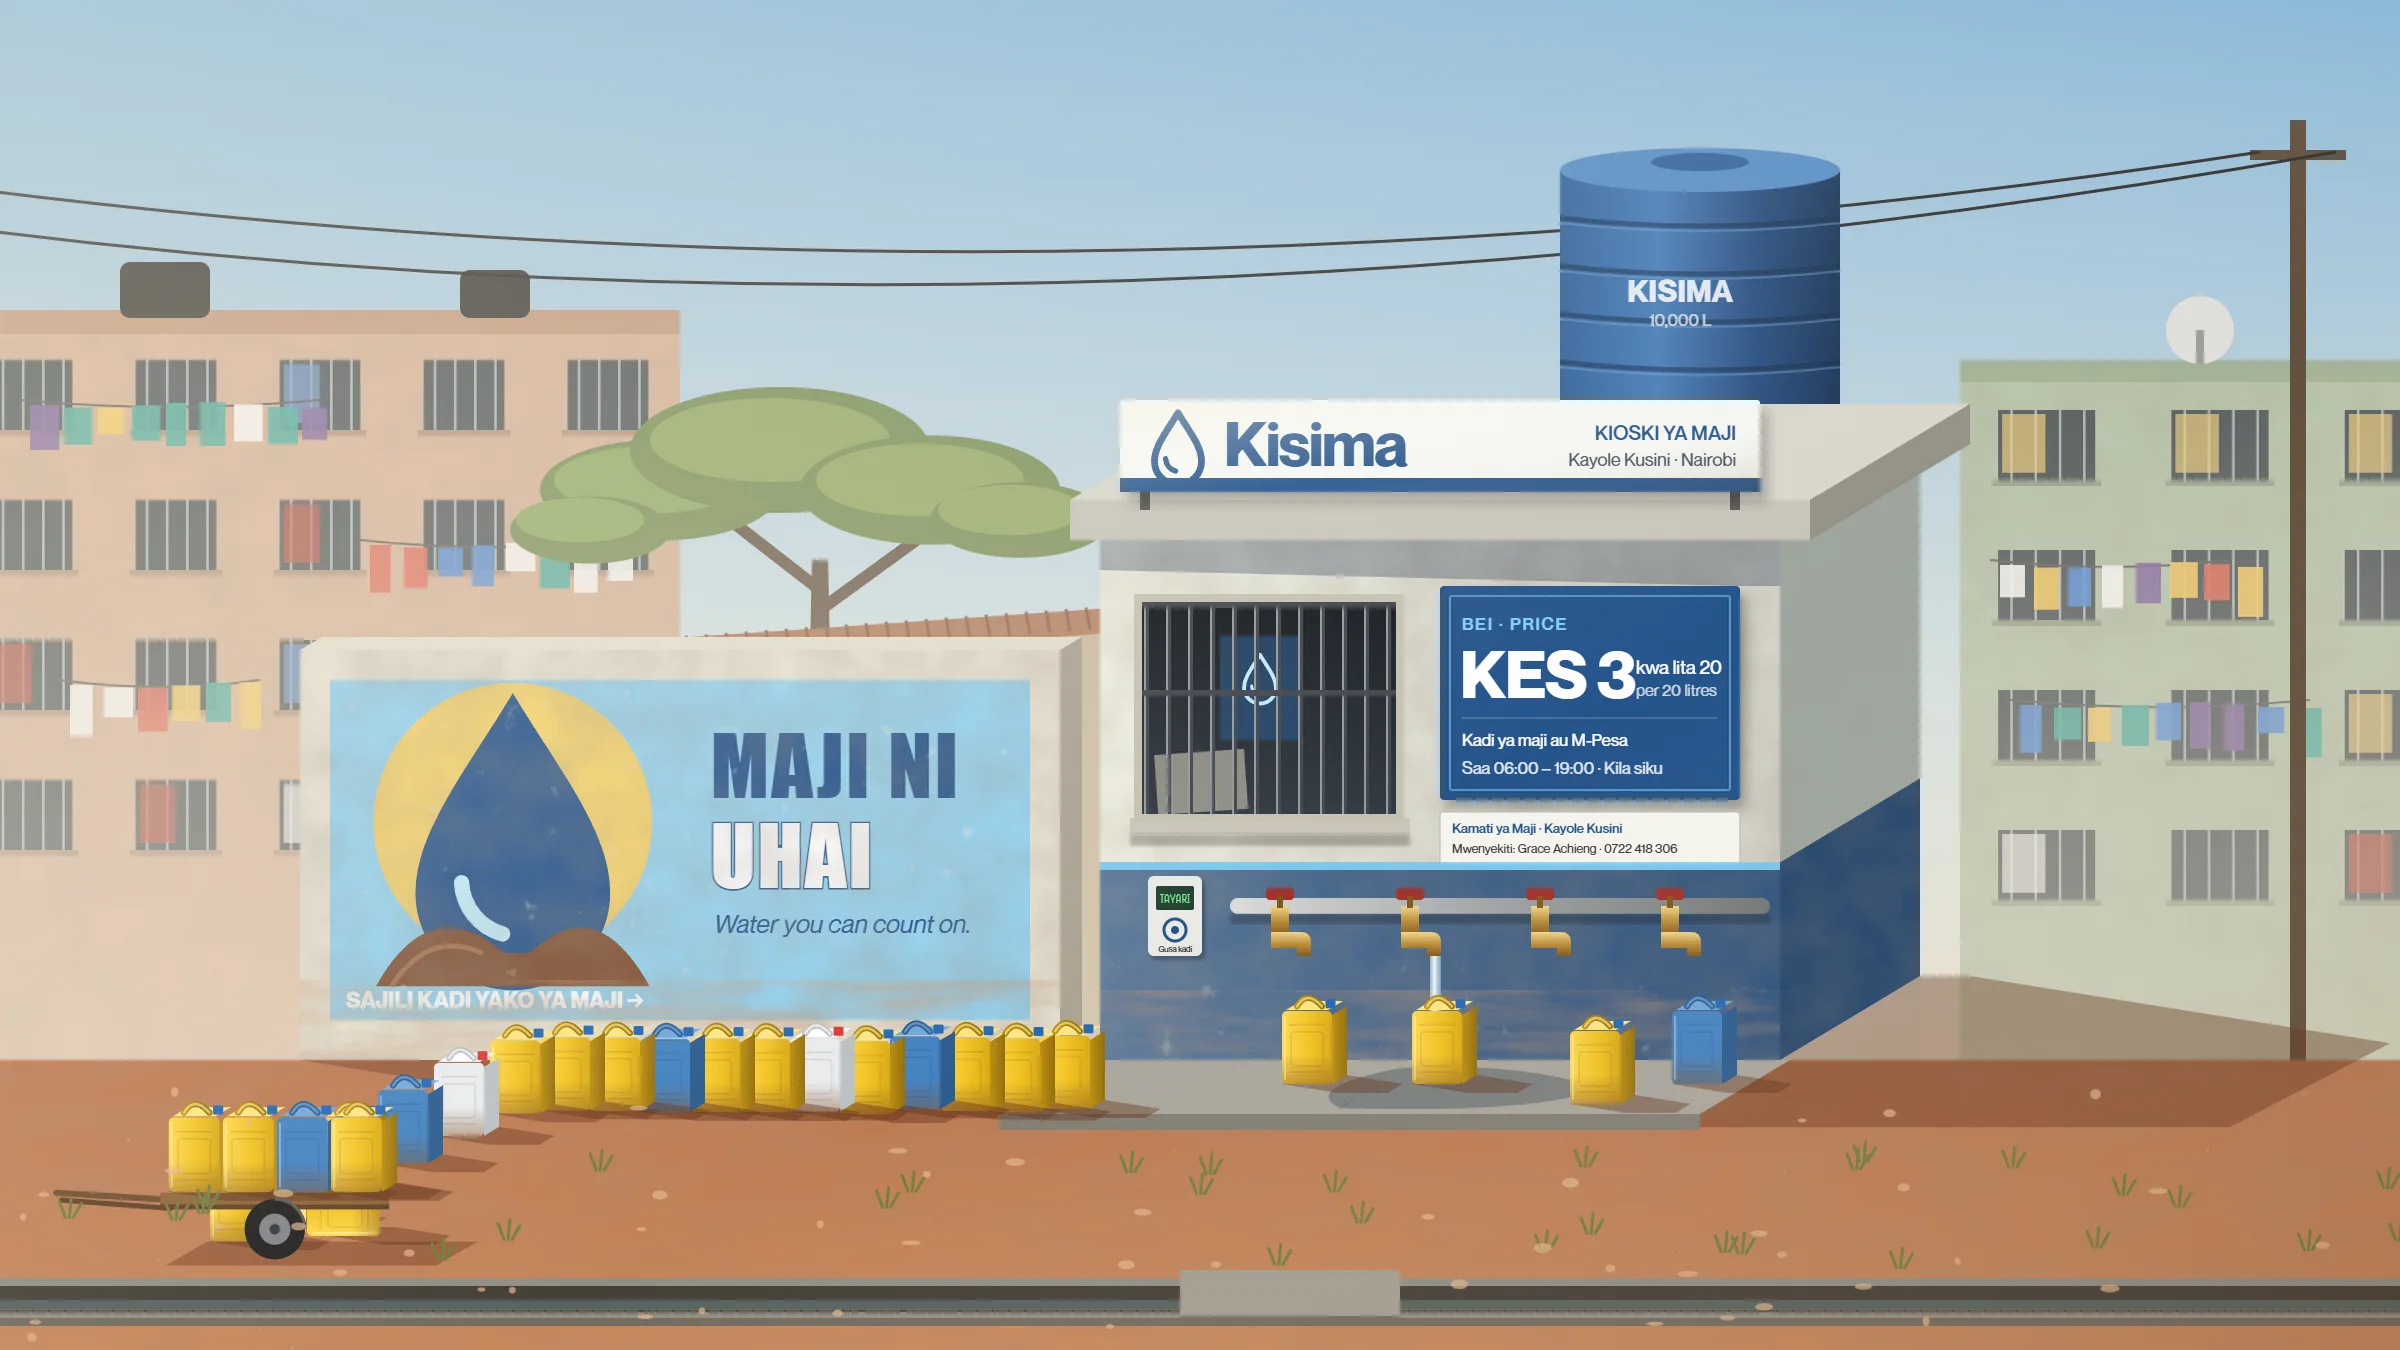 KISIMA
10,000 L
Kisima
KIOSKI YA MAJI
Kayole Kusini · Nairobi
BEI · PRICE
KES 3 kwa lita 20
per 20 litres
Kadi ya maji au M-Pesa
Saa 06:00 – 19:00 · Kila siku
Kamati ya Maji · Kayole Kusini
Mwenyekiti: Grace Achieng · 0722 418 306
MAJI NI
UHAI
Water you can count on.
SAJILI KADI YAKO YA MAJI →
TAYARI
Gusa kadi